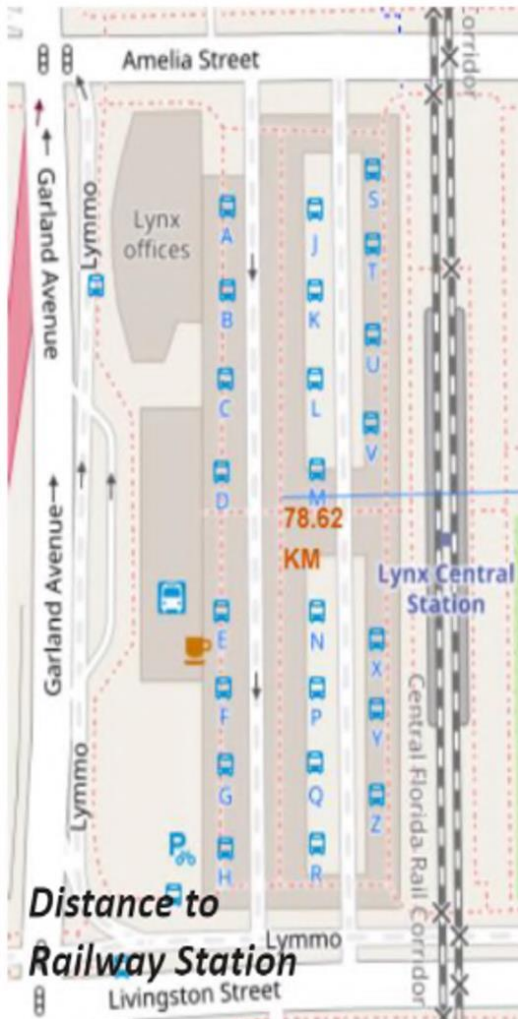 Corridor
Amelia Street
Garland Avenue
Lymmo
Lynx
offices
A
J
S
T
B
K
U
C
L
V
D
M
78.62
KM
Garland Avenue
Lynx Central
Station
E
N
X
F
P
Y
G
Q
Z
Lymmo
Central Florida Rail Corridor
P
H
R
Distance to
Railway Station
Lymmo
Livingston Street